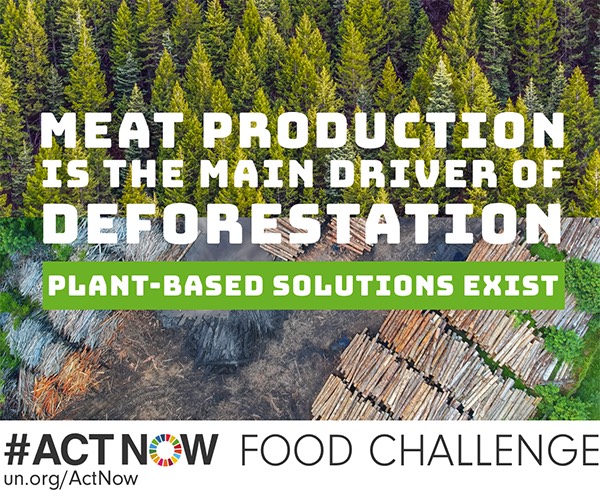 MEAT PRODUCTION
IS THE MAIN DRIVER OF
DEFORESTATION
PLANT-BASED SOLUTIONS EXIST
#ACTNOW FOOD CHALLENGE
un.org/ActNow